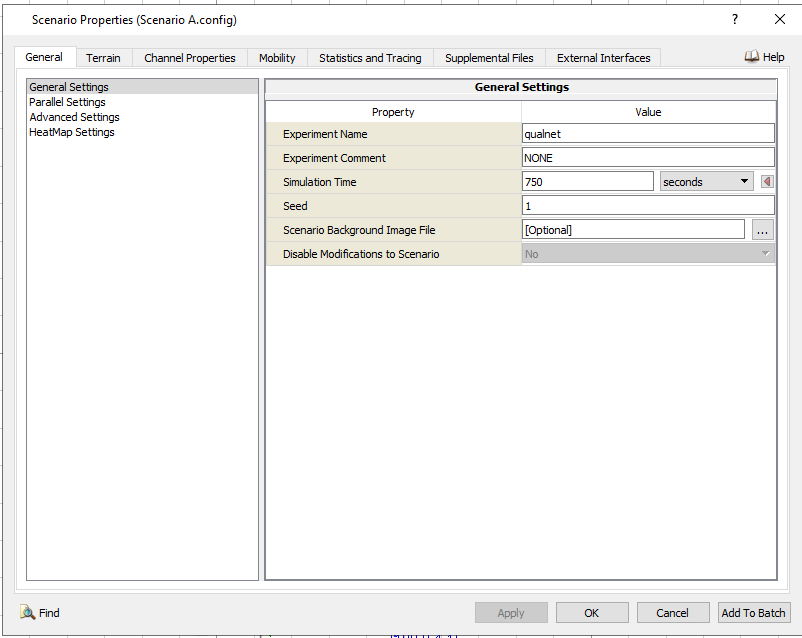 Scenario Properties (Scenario A.config)
?
General Terrain Channel Properties Mobility Statistics and Tracing Supplemental Files External Interfaces Help
General Settings
Parallel Settings
Advanced Settings
HeatMap Settings
General Settings
Property Value
Experiment Name qualnet
Experiment Comment NONE
Simulation Time 750 seconds
Seed 1
Scenario Background Image File [Optional] ...
Disable Modifications to Scenario No
Find Apply OK Cancel Add To Batch